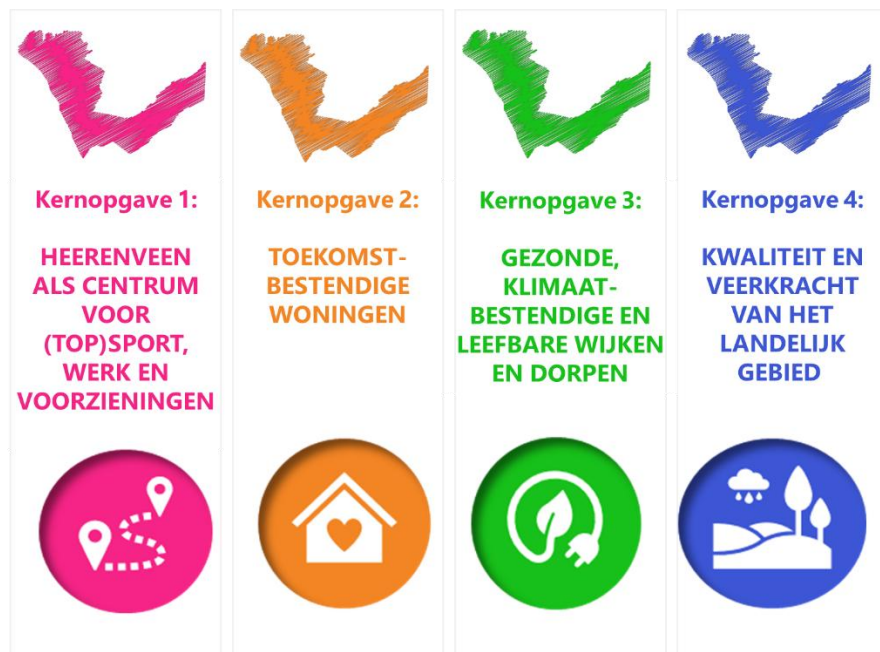 Kernopgave 1:
HEERENVEEN
ALS CENTRUM
VOOR
(TOP)SPORT,
WERK EN
VOORZIENINGEN
Kernopgave 2:
TOEKOMST-
BESTENDIGE
WONINGEN
Kernopgave 3:
GEZONDE,
KLIMAAT-
BESTENDIGE EN
LEEFBARE WIJKEN
EN DORPEN
Kernopgave 4:
KWALITEIT EN
VEERKRACHT
VAN HET
LANDELIJK
GEBIED